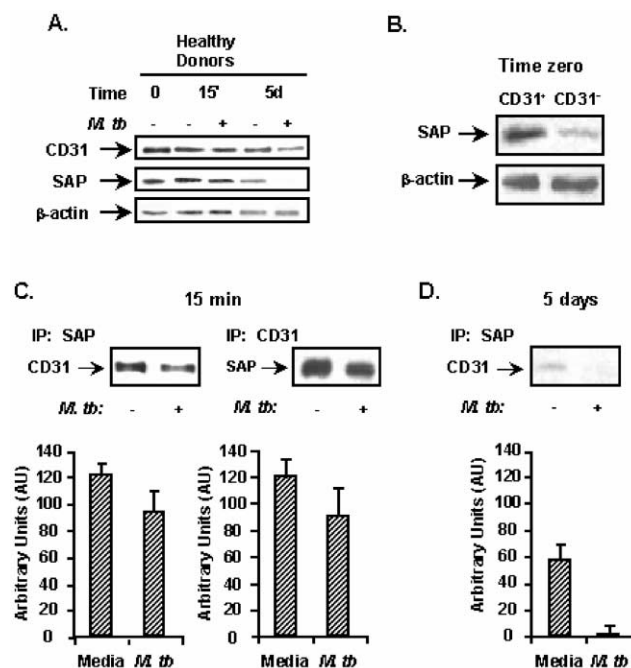 A.
Healthy
Donors
Time 0 15' 5d
M. tb - - + - +
CD31
SAP
β-actin
B.
Time zero
CD31+ CD31-
SAP
β-actin
C.
15 min
IP: SAP
CD31
M. tb: - +
IP: CD31
SAP
M. tb: - +
Arbitrary Units (AU)
140
120
100
80
60
40
20
0
Media M. tb
Arbitrary Units (AU)
140
120
100
80
60
40
20
0
Media M. tb
D.
5 days
IP: SAP
CD31
M. tb: - +
Arbitrary Units (AU)
140
120
100
80
60
40
20
0
Media M. tb